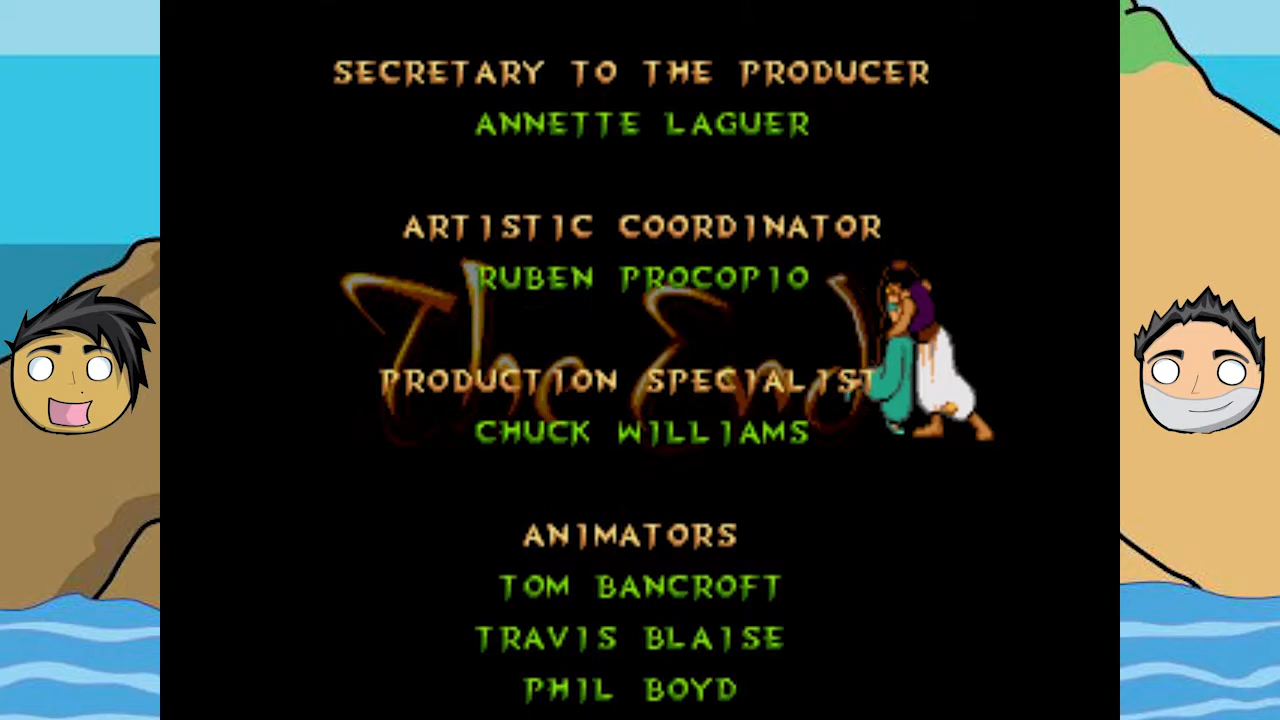 SECRETARY TO THE PRODUCER
ANNETTE LAGUER
ARTISTIC COORDINATOR
RUBEN PROCOPIO
The End
PRODUCTION SPECIALIST
CHUCK WILLIAMS
ANIMATORS
TOM BANCROFT
TRAVIS BLAISE
PHIL BOYD